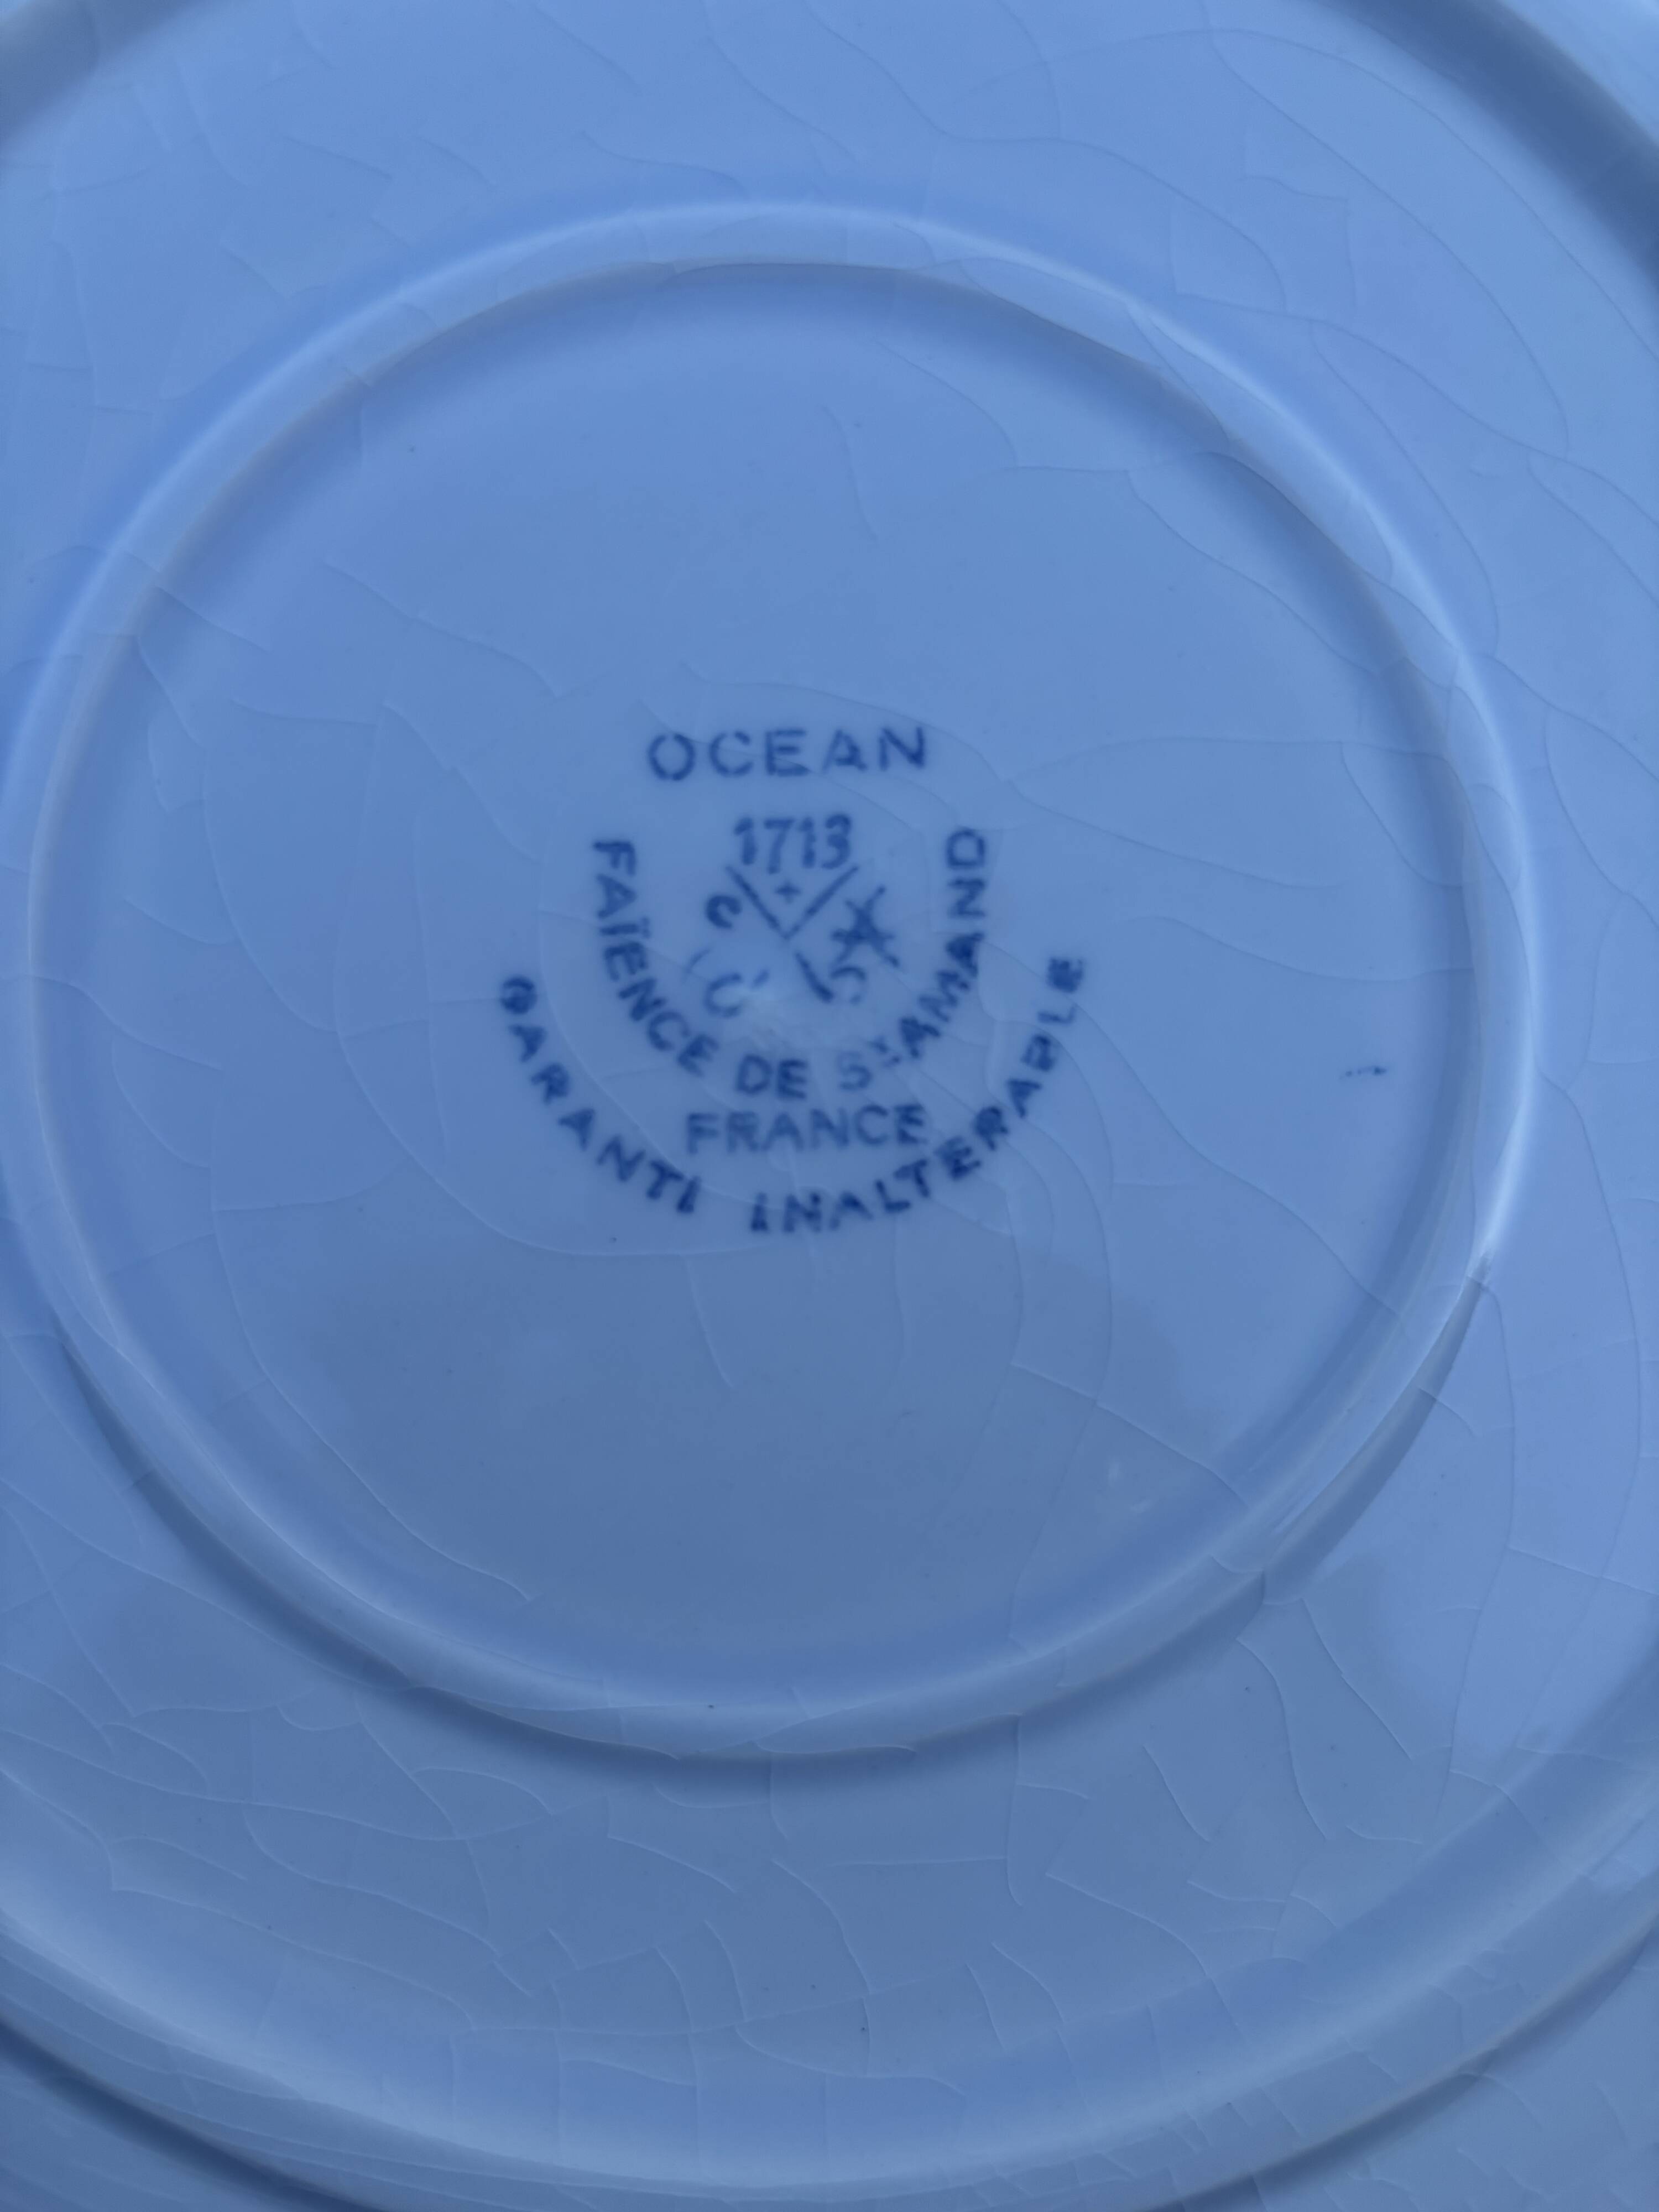 OCEAN
1713
FAÏENCE DE ST AMAND
FRANCE
GARANTI INALTERABLE